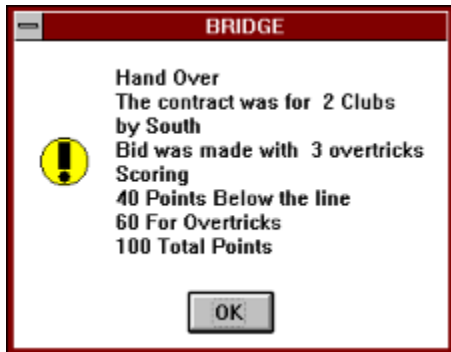 BRIDGE
Hand Over
The contract was for  2 Clubs
by South
Bid was made with  3 overtricks
Scoring
40 Points Below the line
60 For Overtricks
100 Total Points
OK